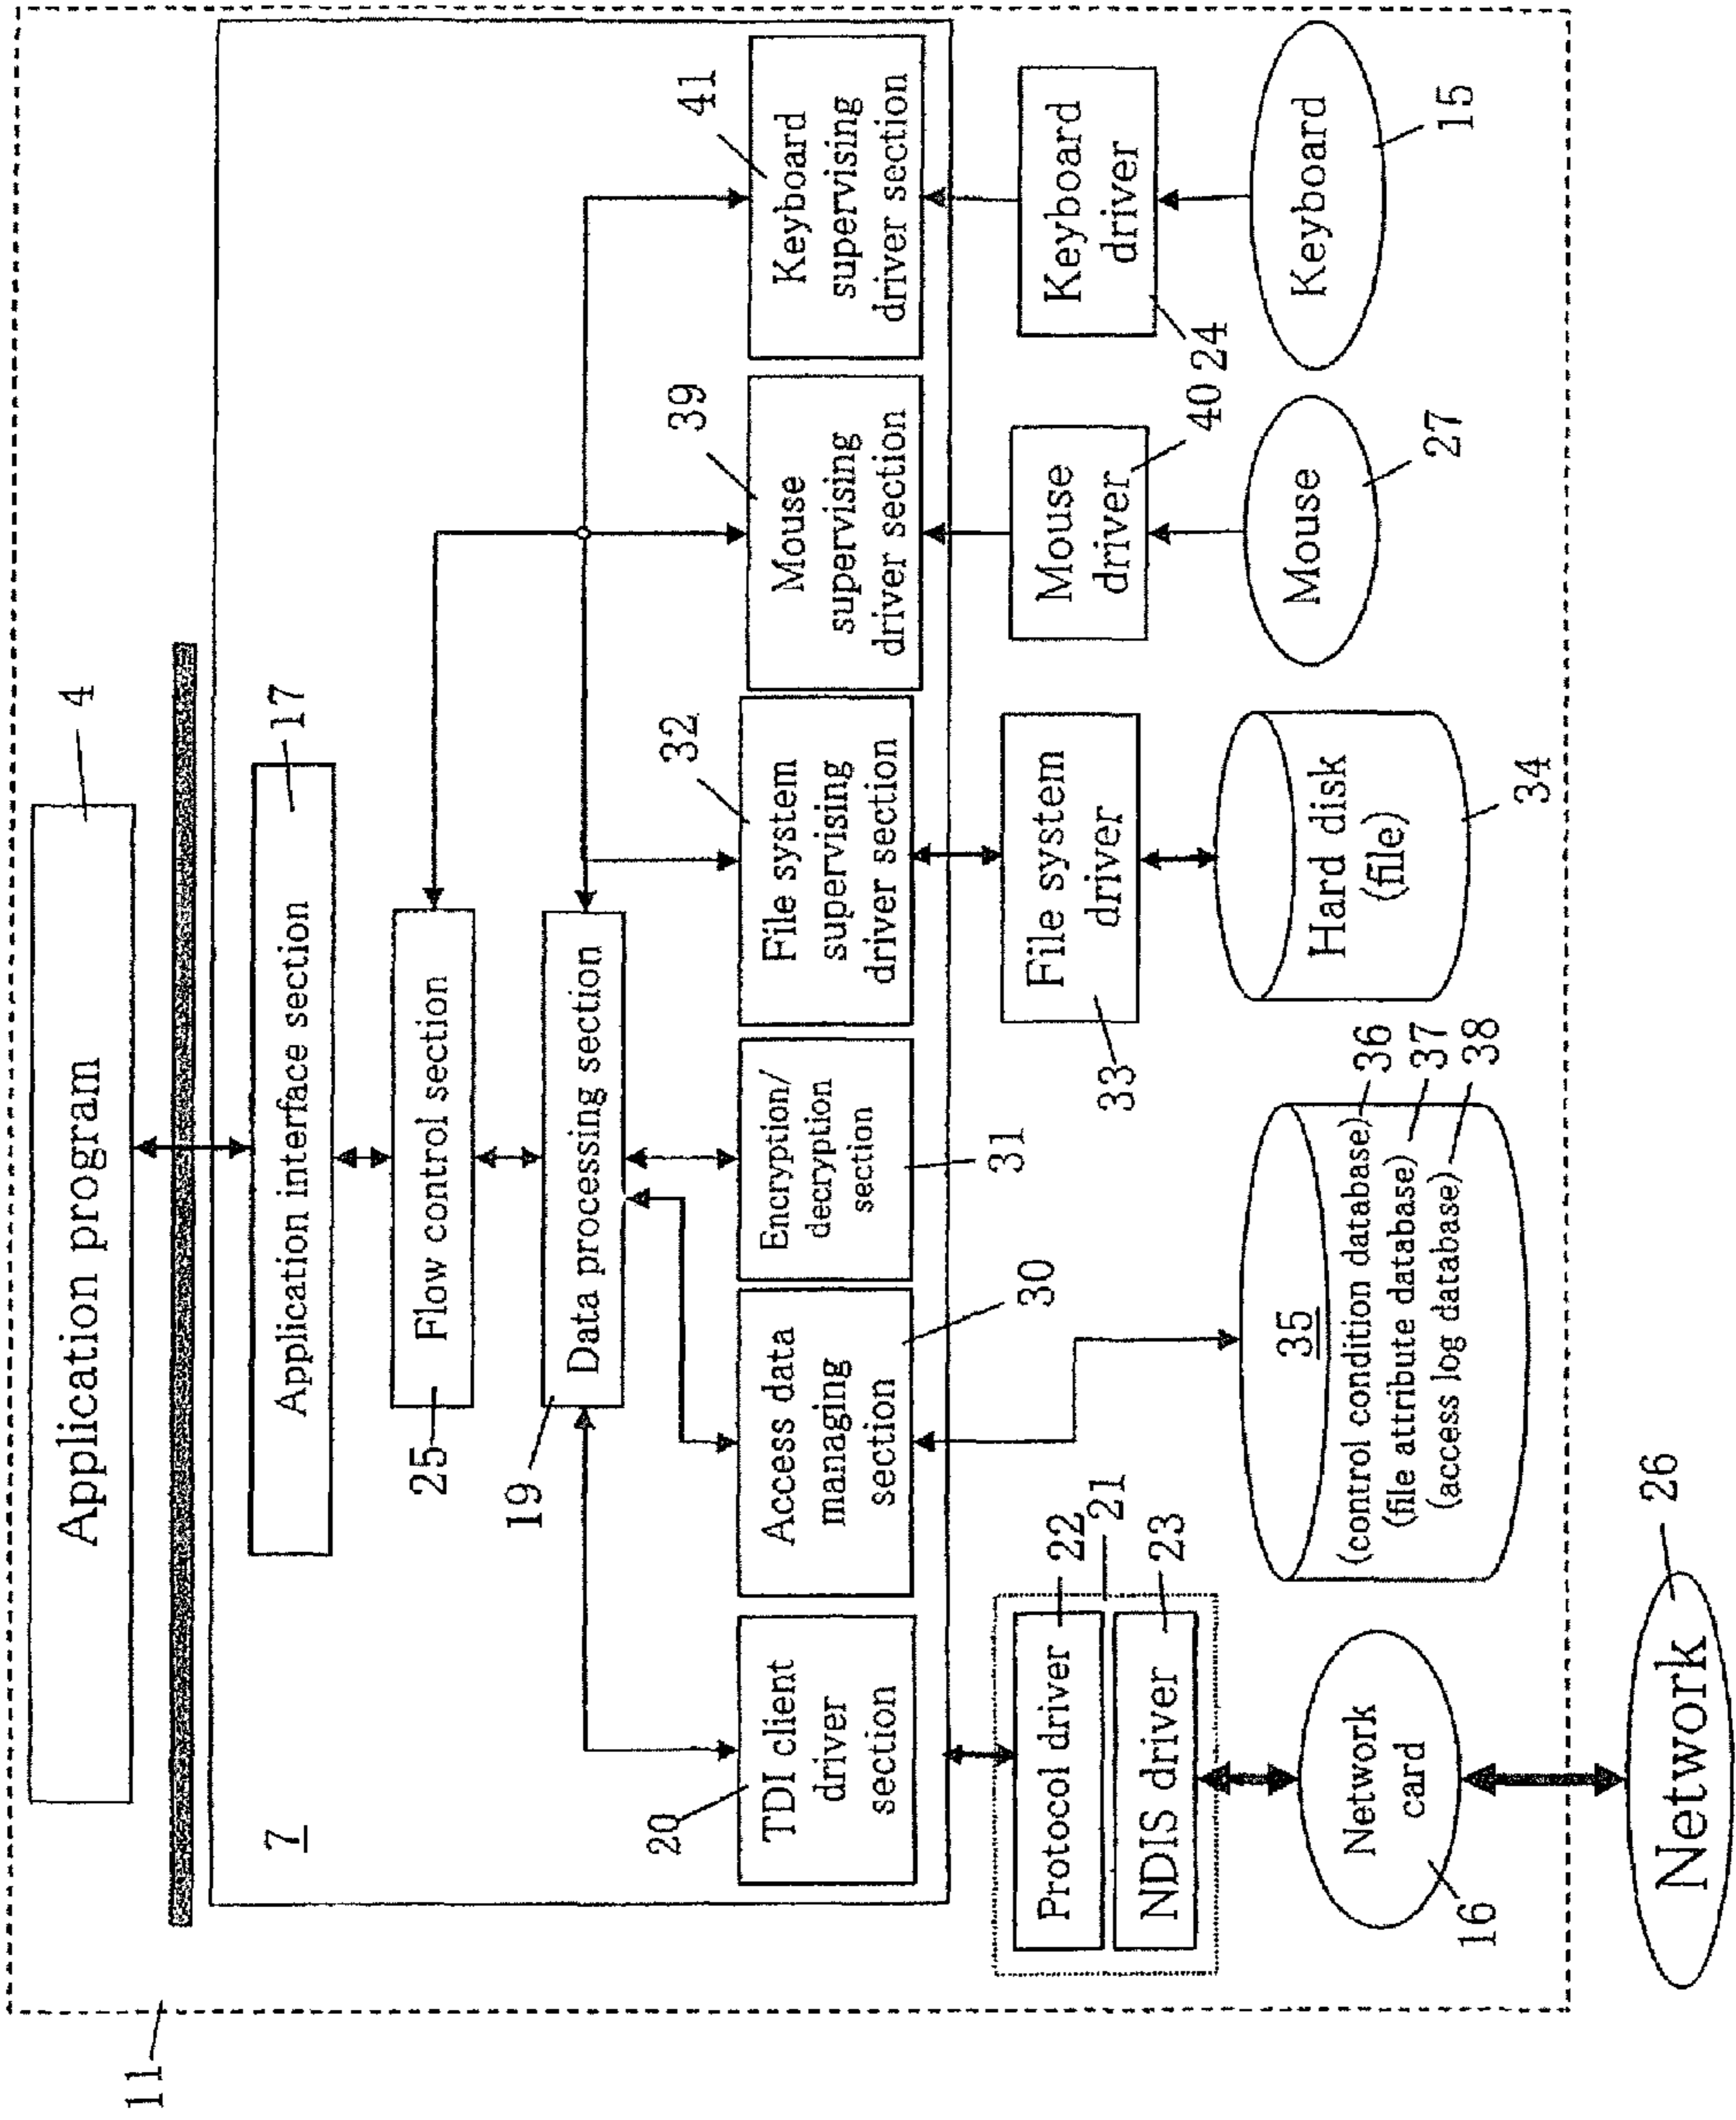 11
Application program
4
7
Application interface section
17
25
Flow control section
19
Data processing section
20
TDI client
driver
section
Access data
managing
section
30
Encryption/
decryption
section
31
32
File system
supervising
driver section
39
Mouse
supervising
driver section
41
Keyboard
supervising
driver section
Protocol driver
22
21
NDIS driver
23
33
File system
driver
Mouse
driver
40
Keyboard
driver
24
16
Network
card
35
(control condition database)
36
(file attribute database)
37
(access log database)
38
Hard disk
(file)
34
Mouse
27
Keyboard
15
Network
26